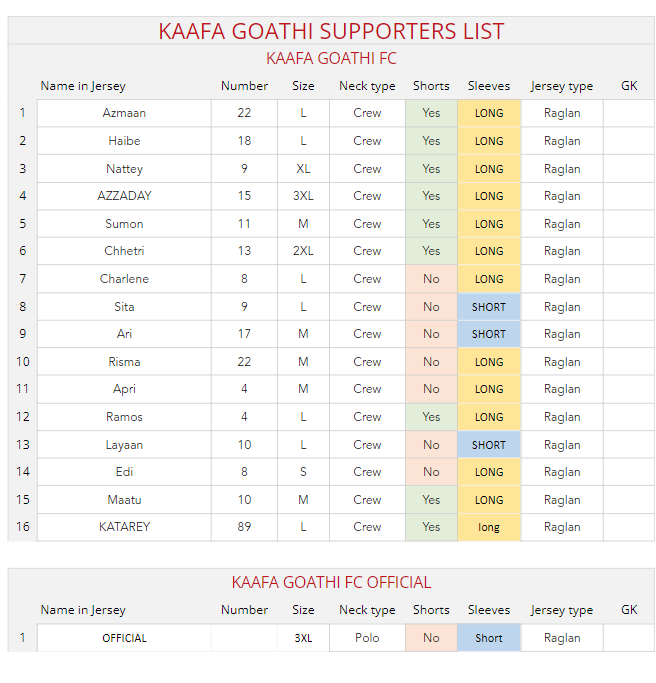 KAAFA GOATHI SUPPORTERS LIST
KAAFA GOATHI FC
Name in Jersey Number Size Neck type Shorts Sleeves Jersey type GK
1 Azmaan 22 L Crew Yes LONG Raglan
2 Haibe 18 L Crew Yes LONG Raglan
3 Nattey 9 XL Crew Yes LONG Raglan
4 AZZADAY 15 3XL Crew Yes LONG Raglan
5 Sumon 11 M Crew Yes LONG Raglan
6 Chhetri 13 2XL Crew Yes LONG Raglan
7 Charlene 8 L Crew No LONG Raglan
8 Sita 9 L Crew No SHORT Raglan
9 Ari 17 M Crew No SHORT Raglan
10 Risma 22 M Crew No LONG Raglan
11 Apri 4 M Crew No LONG Raglan
12 Ramos 4 L Crew Yes LONG Raglan
13 Layaan 10 L Crew No SHORT Raglan
14 Edi 8 S Crew No LONG Raglan
15 Maatu 10 M Crew Yes LONG Raglan
16 KATAREY 89 L Crew Yes long Raglan
KAAFA GOATHI FC OFFICIAL
Name in Jersey Number Size Neck type Shorts Sleeves Jersey type GK
1 OFFICIAL 3XL Polo No Short Raglan